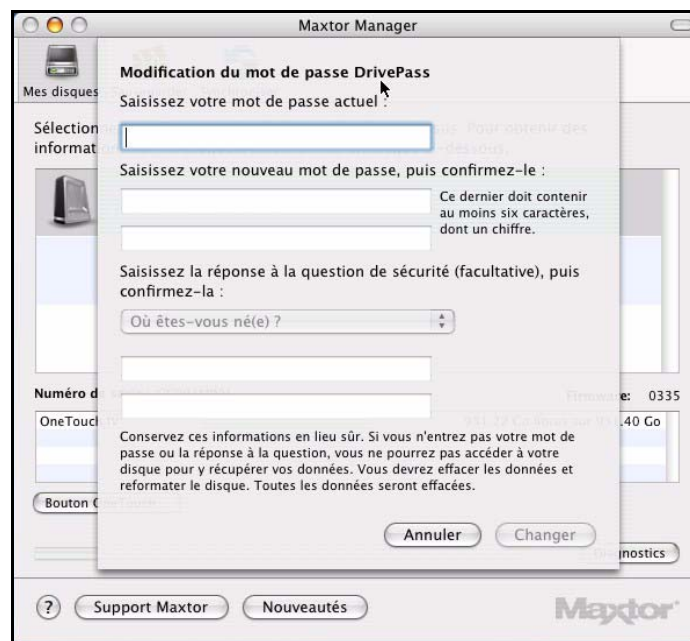 Maxtor Manager
Mes disques
Modification du mot de passe DrivePass
Saisissez votre mot de passe actuel :
Sélection
informat
Saisissez votre nouveau mot de passe, puis confirmez-le :
Ce dernier doit contenir
au moins six caractères,
dont un chiffre.
Saisissez la réponse à la question de sécurité (facultative), puis
confirmez-la :
Où êtes-vous né(e) ?
Numéro d
Firmware: 0335
OneTouch
.40 Go
Conservez ces informations en lieu sûr. Si vous n'entrez pas votre mot de
passe ou la réponse à la question, vous ne pourrez pas accéder à votre
disque pour y récupérer vos données. Vous devrez effacer les données et
reformater le disque. Toutes les données seront effacées.
Bouton
Annuler
Changer
gnostics
?
Support Maxtor
Nouveautés
Maxtor